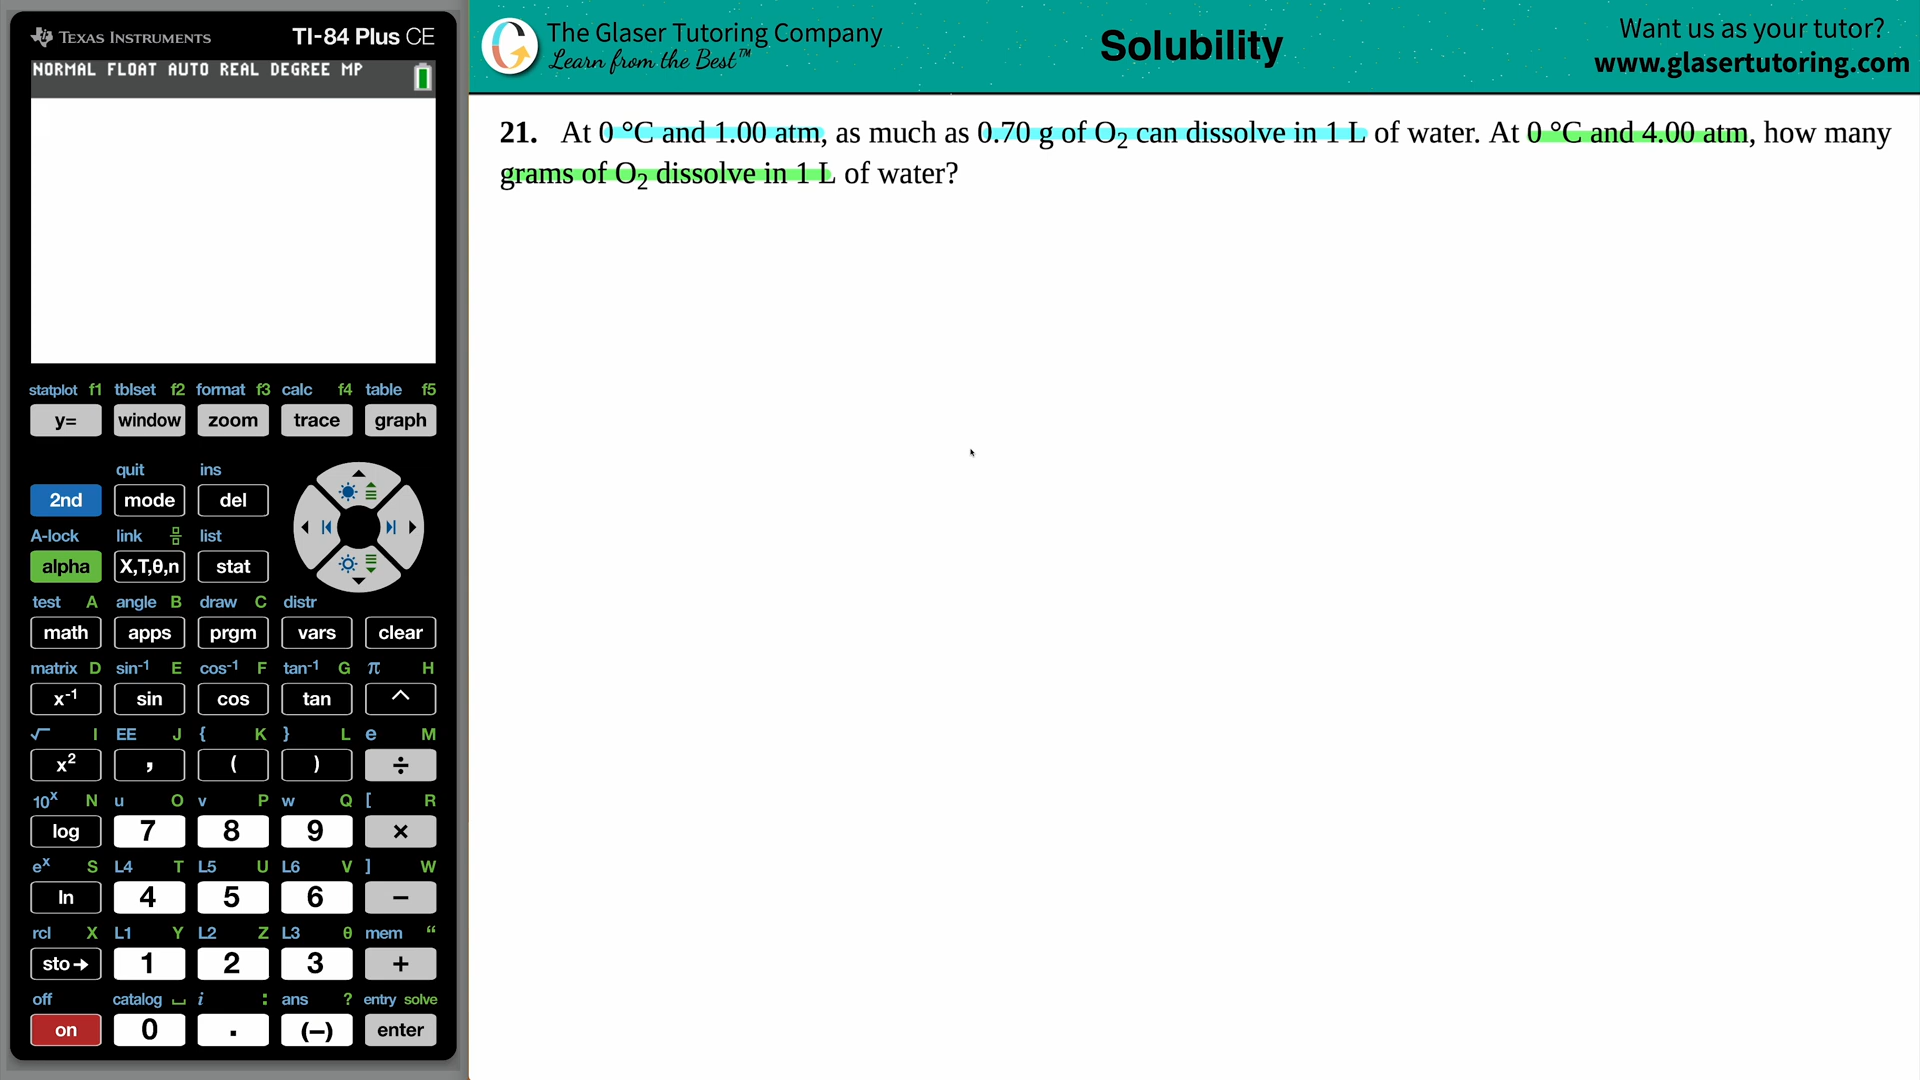 TEXAS INSTRUMENTS TI-84 Plus CE
NORMAL FLOAT AUTO REAL DEGREE MP
statplot f1 tblset f2 format f3 calc f4 table f5
y= window zoom trace graph
quit ins
2nd mode del
A-lock link list
alpha X,T,θ,n stat
test A angle B draw C distr
math apps prgm vars clear
matrix D sin⁻¹ E cos⁻¹ F tan⁻¹ G π H
x⁻¹ sin cos tan ^
√ I EE J { K } L e M
x² , ( ) ÷
10ˣ N u O v P w Q [ R
log 7 8 9 ×
eˣ S L4 T L5 U L6 V ] W
ln 4 5 6 −
rcl X L1 Y L2 Z L3 θ mem “
sto→ 1 2 3 +
off catalog ⎵ i : ans ? entry solve
on 0 . (–) enter
The Glaser Tutoring Company
Learn from the Best™
Solubility
Want us as your tutor?
www.glasertutoring.com
21. At 0 °C and 1.00 atm, as much as 0.70 g of O₂ can dissolve in 1 L of water. At 0 °C and 4.00 atm, how many
grams of O₂ dissolve in 1 L of water?